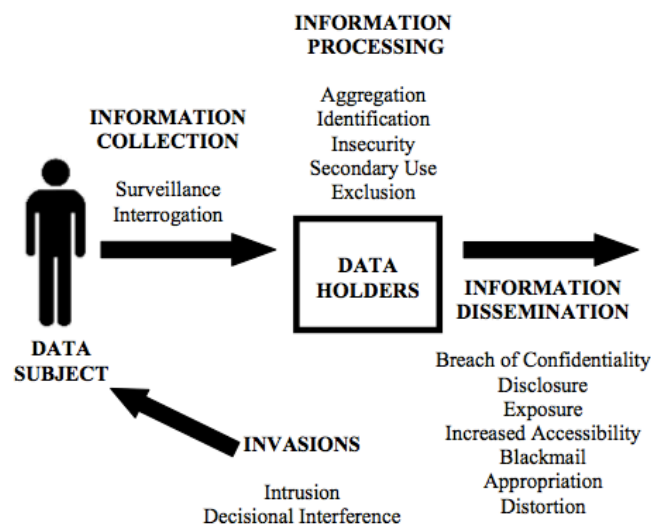 INFORMATION
PROCESSING
Aggregation
Identification
Insecurity
Secondary Use
Exclusion
INFORMATION
COLLECTION
Surveillance
Interrogation
DATA
HOLDERS
INFORMATION
DISSEMINATION
Breach of Confidentiality
Disclosure
Exposure
Increased Accessibility
Blackmail
Appropriation
Distortion
DATA
SUBJECT
INVASIONS
Intrusion
Decisional Interference